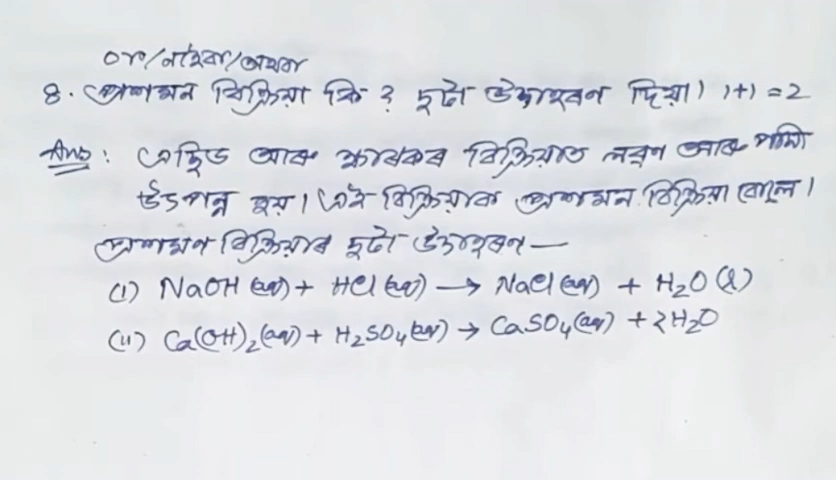 or/নাইবা/অথবা
8. প্ৰশমন বিক্ৰিয়া কি ? দুটা উদাহৰণ দিয়া। 1+1=2
Ans: এছিড আৰু ক্ষাৰকৰ বিক্ৰিয়াত লৱণ আৰু পানী
উৎপন্ন হয়। এই বিক্ৰিয়াক প্ৰশমন বিক্ৰিয়া বোলে।
প্ৰশমন বিক্ৰিয়াৰ দুটা উদাহৰণ —
(i) NaOH (aq) + HCl (aq) → NaCl (aq) + H₂O (l)
(ii) Ca(OH)₂ (aq) + H₂SO₄ (aq) → CaSO₄ (aq) + 2H₂O